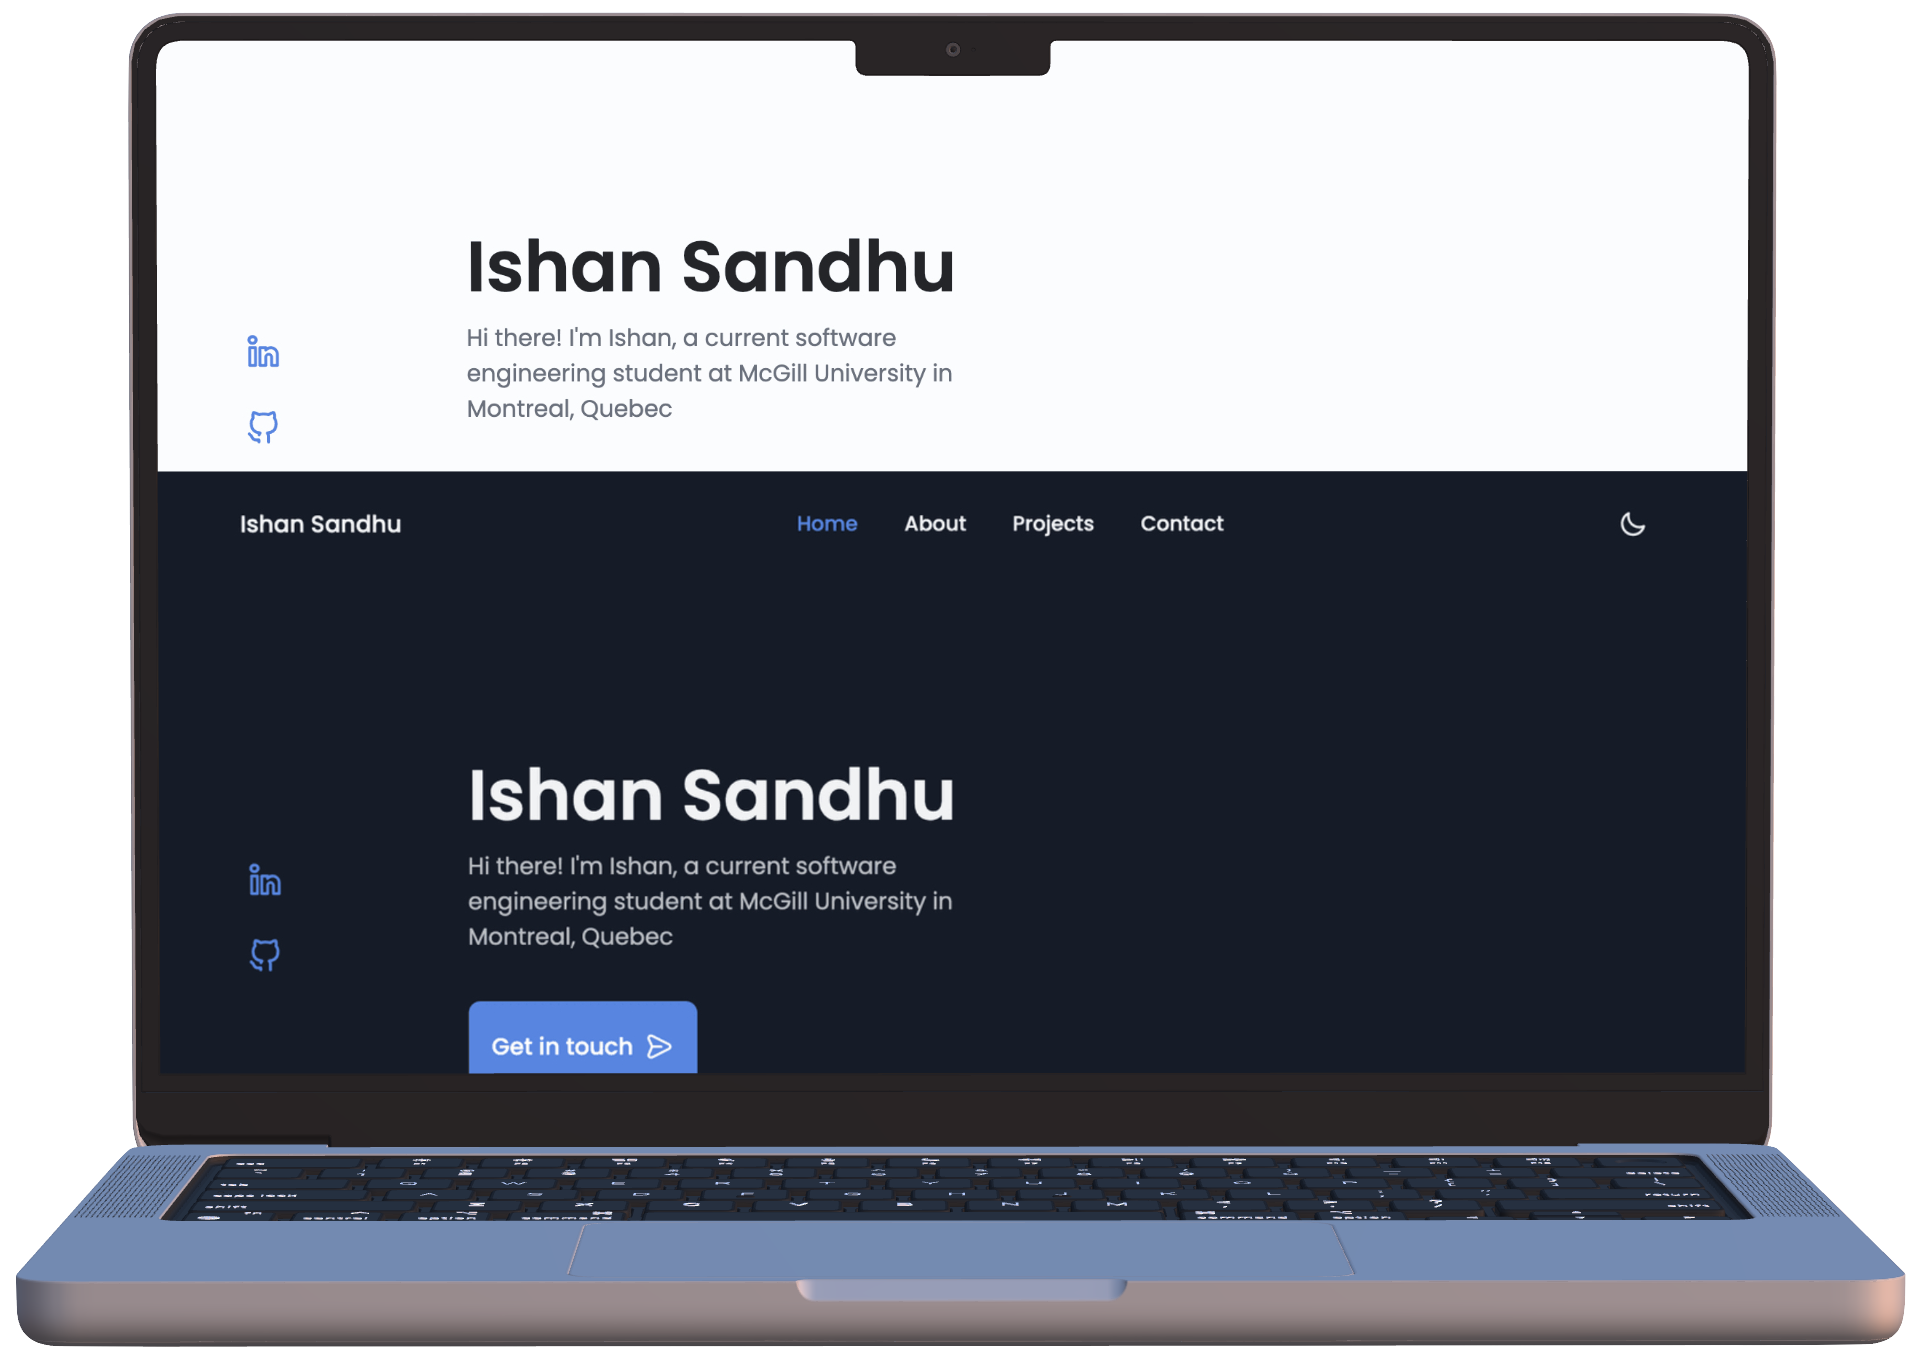 Ishan Sandhu
Hi there! I'm Ishan, a current software
engineering student at McGill University in
Montreal, Quebec
in
Ishan Sandhu
Home About Projects Contact
Ishan Sandhu
Hi there! I'm Ishan, a current software
engineering student at McGill University in
Montreal, Quebec
in
Get in touch